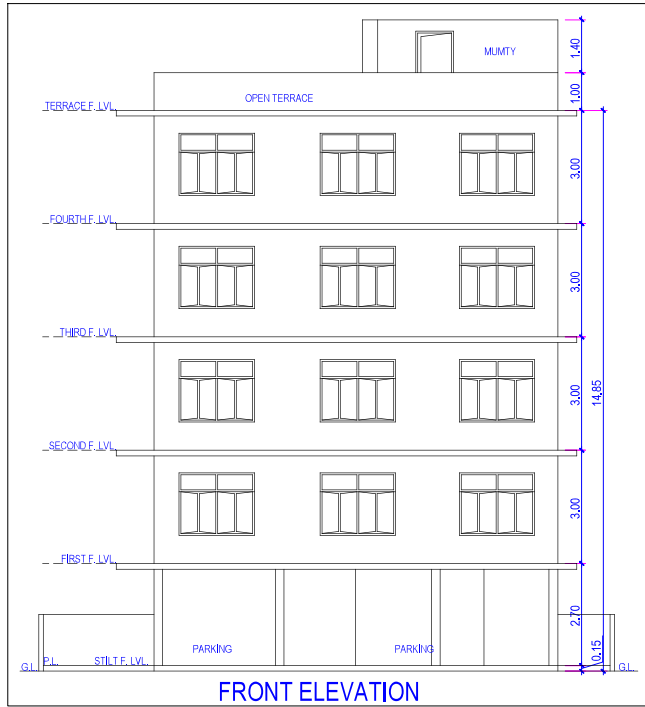 MUMTY
1.40
OPEN TERRACE
1.00
TERRACE F. LVL.
3.00
FOURTH F. LVL.
3.00
THIRD F. LVL.
3.00
14.85
SECOND F. LVL.
3.00
FIRST F. LVL.
2.70
PARKING
PARKING
0.15
P.L.
STILT F. LVL.
G.L.
G.L.
FRONT ELEVATION